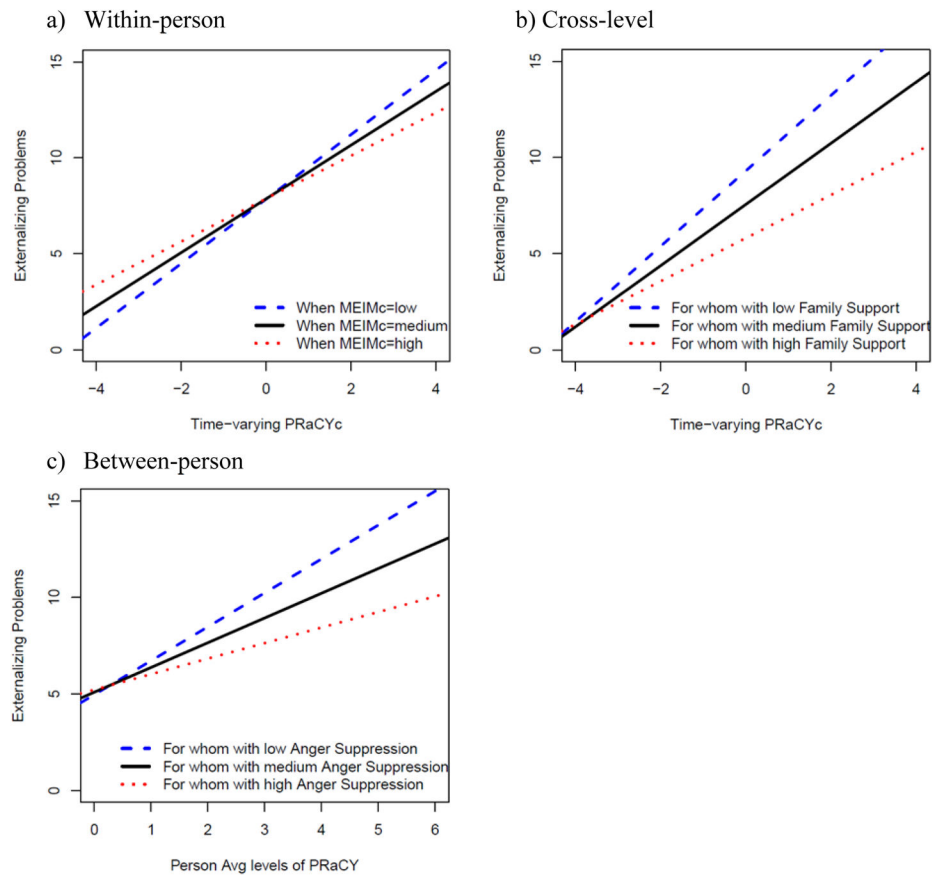 a) Within-person
15
10
5
0
Externalizing Problems
When MEIMc=low
When MEIMc=medium
When MEIMc=high
−4 −2 0 2 4
Time−varying PRaCYc
b) Cross-level
15
10
5
0
Externalizing Problems
For whom with low Family Support
For whom with medium Family Support
For whom with high Family Support
−4 −2 0 2 4
Time−varying PRaCYc
c) Between-person
15
10
5
0
Externalizing Problems
For whom with low Anger Suppression
For whom with medium Anger Suppression
For whom with high Anger Suppression
0 1 2 3 4 5 6
Person Avg levels of PRaCY